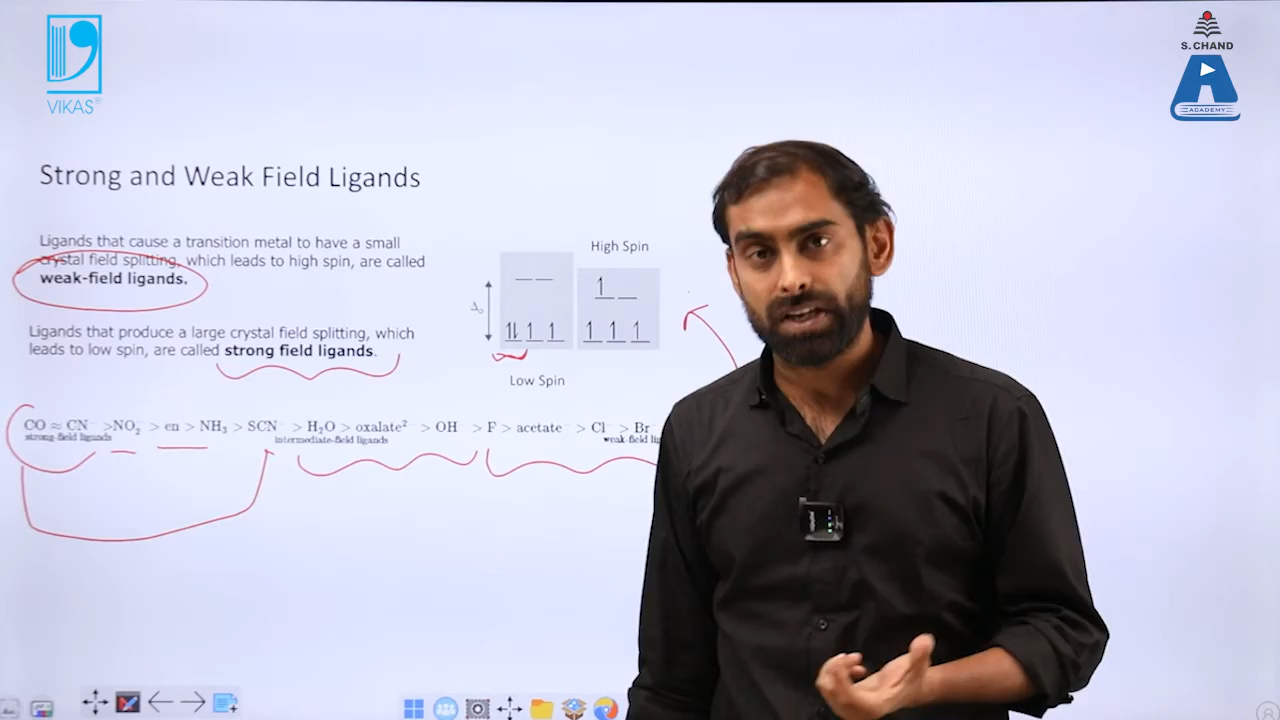 VIKAS®
S. CHAND
ACADEMY
Strong and Weak Field Ligands
Ligands that cause a transition metal to have a small
crystal field splitting, which leads to high spin, are called
weak-field ligands.
Ligands that produce a large crystal field splitting, which
leads to low spin, are called strong field ligands.
High Spin
Δo
Low Spin
CO ≈ CN⁻ > NO₂⁻ > en > NH₃ > SCN⁻ > H₂O > oxalate²⁻ > OH⁻ > F⁻ > acetate⁻ > Cl⁻ > Br⁻
strong-field ligands intermediate-field ligands weak-field